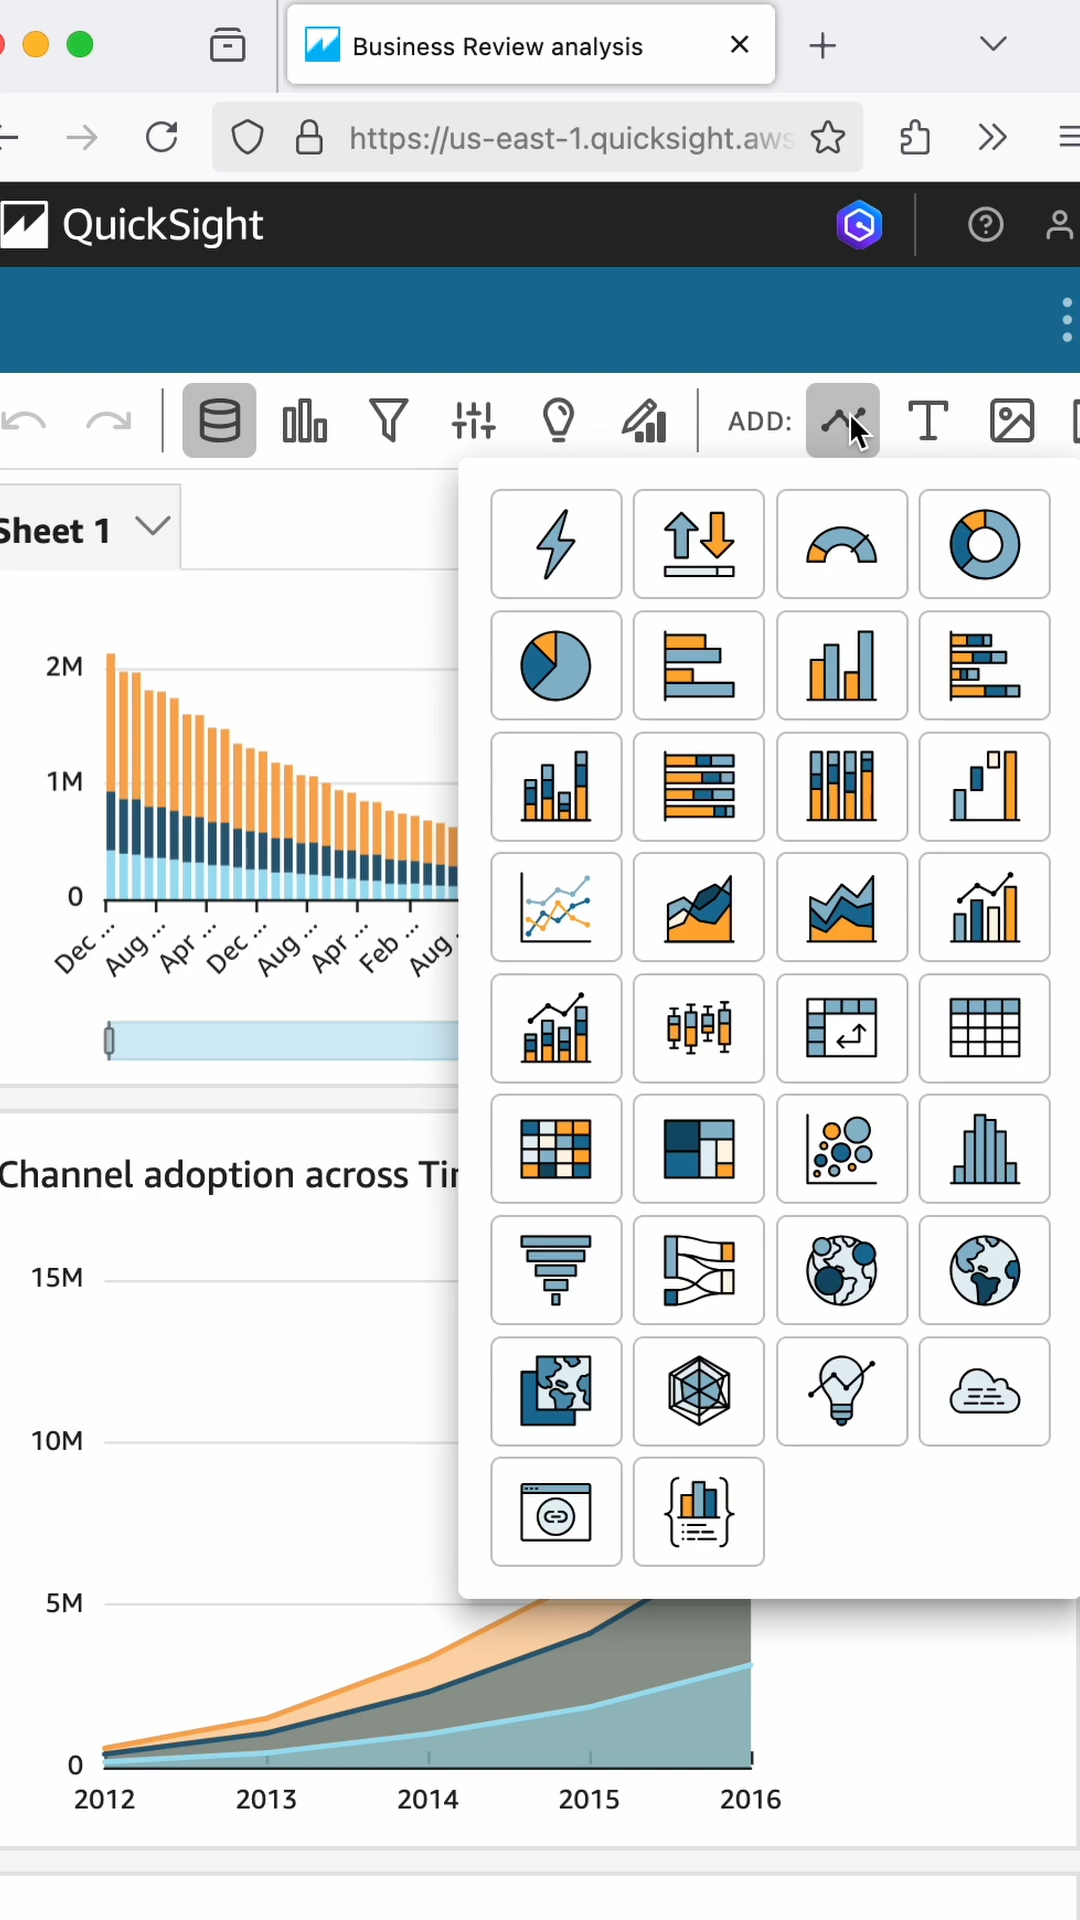 Business Review analysis
https://us-east-1.quicksight.aws
QuickSight
ADD:
Sheet 1
2M
1M
0
Dec ...
Aug ...
Apr ...
Dec ...
Aug ...
Apr ...
Feb ...
Aug
Channel adoption across Tir
15M
10M
5M
0
2012 2013 2014 2015 2016